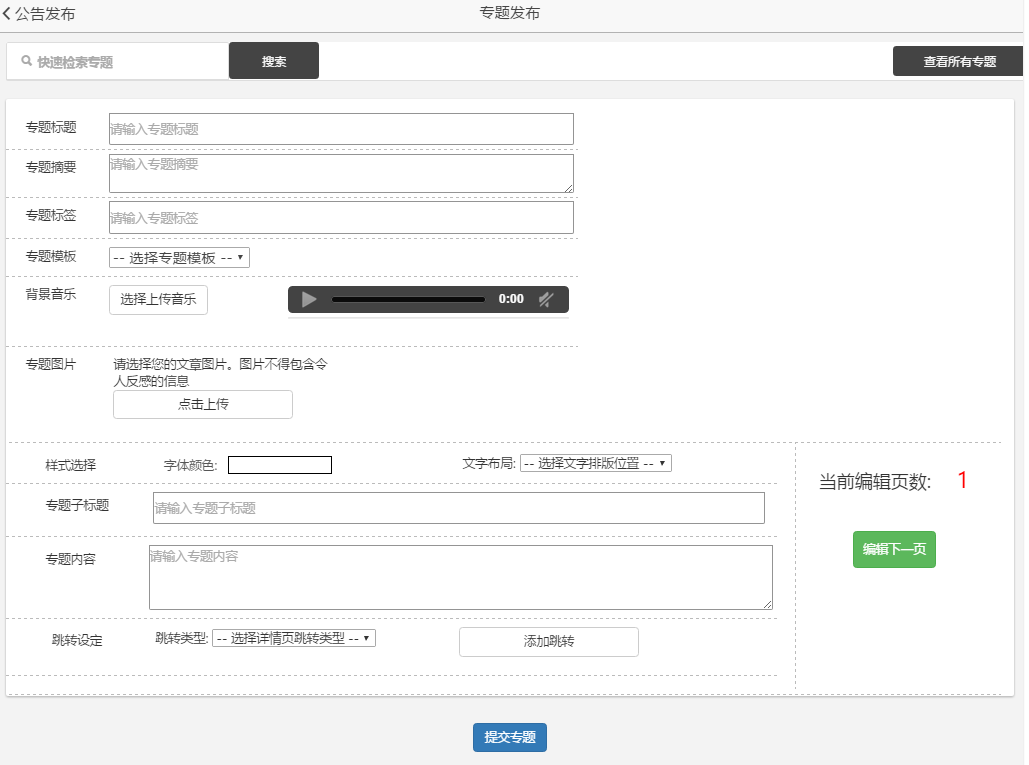 公告发布
专题发布
快速检索专题
搜索
查看所有专题
专题标题
请输入专题标题
专题摘要
请输入专题摘要
专题标签
请输入专题标签
专题模板
-- 选择专题模板 --
背景音乐
选择上传音乐
0:00
专题图片
请选择您的文章图片。图片不得包含令
人反感的信息
点击上传
样式选择
字体颜色:
文字布局:
-- 选择文字排版位置 --
当前编辑页数:
1
专题子标题
请输入专题子标题
编辑下一页
专题内容
请输入专题内容
跳转设定
跳转类型:
-- 选择详情页跳转类型 --
添加跳转
提交专题